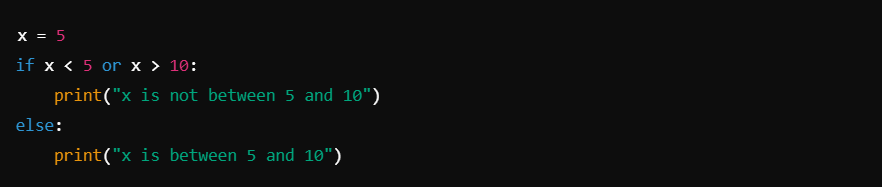 x = 5
if x < 5 or x > 10:
    print("x is not between 5 and 10")
else:
    print("x is between 5 and 10")